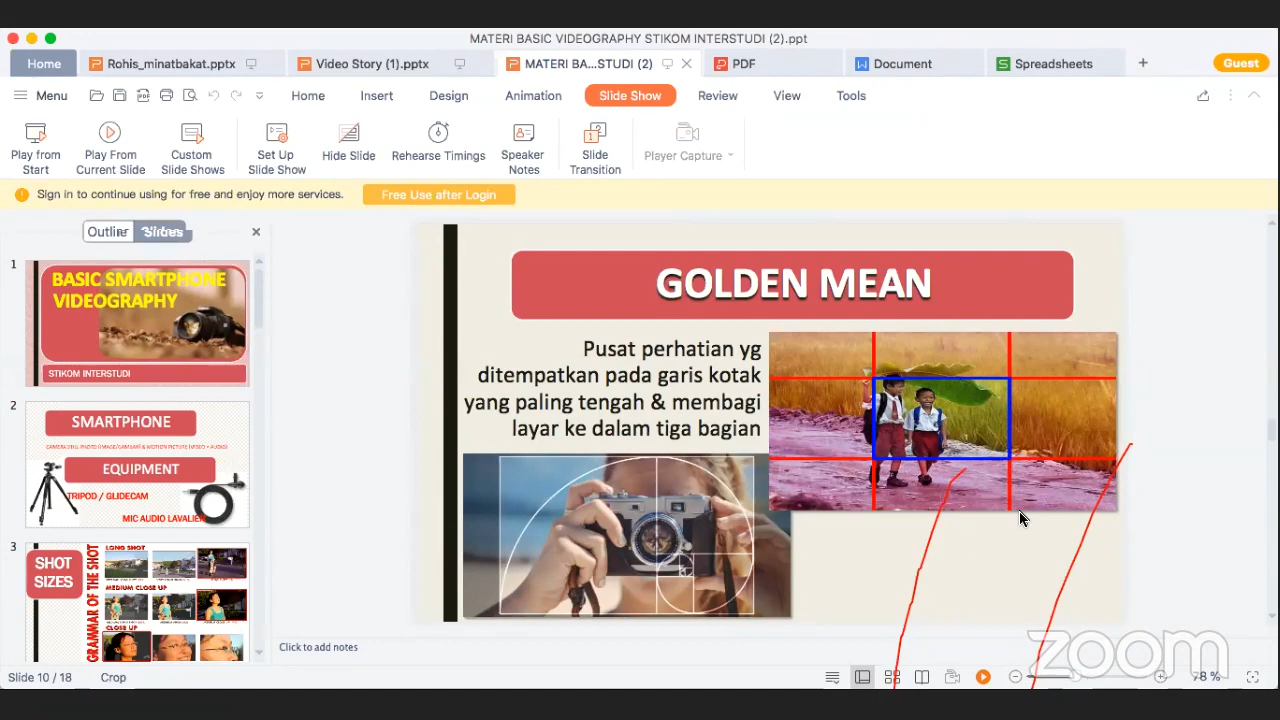 MATERI BASIC VIDEOGRAPHY STIKOM INTERSTUDI (2).ppt
Home
Rohis_minatbakat.pptx
Video Story (1).pptx
MATERI BA...STUDI (2)
PDF
Document
Spreadsheets
Guest
Menu
Home
Insert
Design
Animation
Slide Show
Review
View
Tools
Play from
Start
Play From
Current Slide
Custom
Slide Shows
Set Up
Slide Show
Hide Slide
Rehearse Timings
Speaker
Notes
Slide
Transition
Player Capture
Sign in to continue using for free and enjoy more services.
Free Use after Login
Outline
Slides
1
BASIC SMARTPHONE
VIDEOGRAPHY
STIKOM INTERSTUDI
2
SMARTPHONE
EQUIPMENT
TRIPOD / GLIDECAM
MIC AUDIO LAVALIER
3
SHOT
SIZES
GRAMMAR OF THE SHOT
LONG SHOT
MEDIUM CLOSE UP
CLOSE UP
GOLDEN MEAN
Pusat perhatian yg
ditempatkan pada garis kotak
yang paling tengah & membagi
layar ke dalam tiga bagian
Click to add notes
Slide 10 / 18
Crop
78 %
zoom